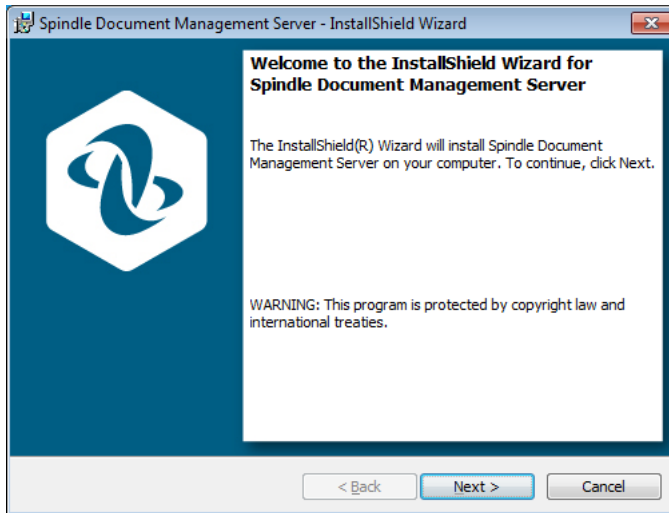 Spindle Document Management Server - InstallShield Wizard
Welcome to the InstallShield Wizard for
Spindle Document Management Server
The InstallShield(R) Wizard will install Spindle Document
Management Server on your computer. To continue, click Next.
WARNING: This program is protected by copyright law and
international treaties.
< Back
Next >
Cancel